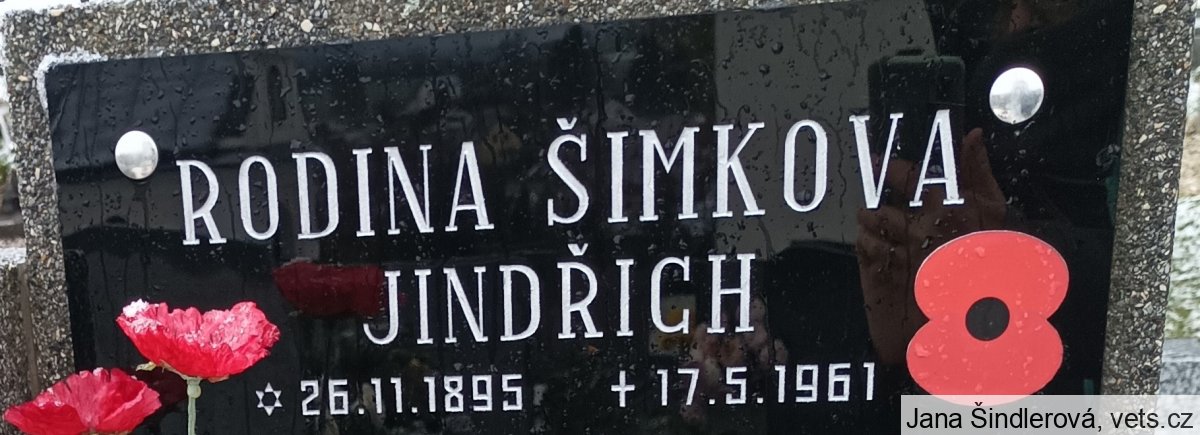 RODINA ŠIMKOVA
JINDŘICH
✡ 26.11.1895 ✝ 17.5.1961
Jana Šindlerová, vets.cz